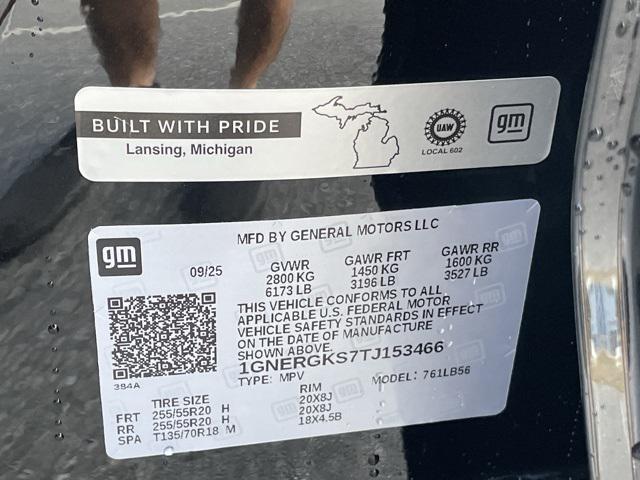 BUILT WITH PRIDE
Lansing, Michigan
UAW
LOCAL 602
gm
gm
MFD BY GENERAL MOTORS LLC
09/25
GVWR GAWR FRT GAWR RR
2800 KG 1450 KG 1600 KG
6173 LB 3196 LB 3527 LB
THIS VEHICLE CONFORMS TO ALL
APPLICABLE U.S. FEDERAL MOTOR
VEHICLE SAFETY STANDARDS IN EFFECT
ON THE DATE OF MANUFACTURE
SHOWN ABOVE.
1GNERGKS7TJ153466
TYPE: MPV MODEL: 761LB56
384A
TIRE SIZE RIM
FRT 255/55R20 H 20X8J
RR 255/55R20 H 20X8J
SPA T135/70R18 M 18X4.5B